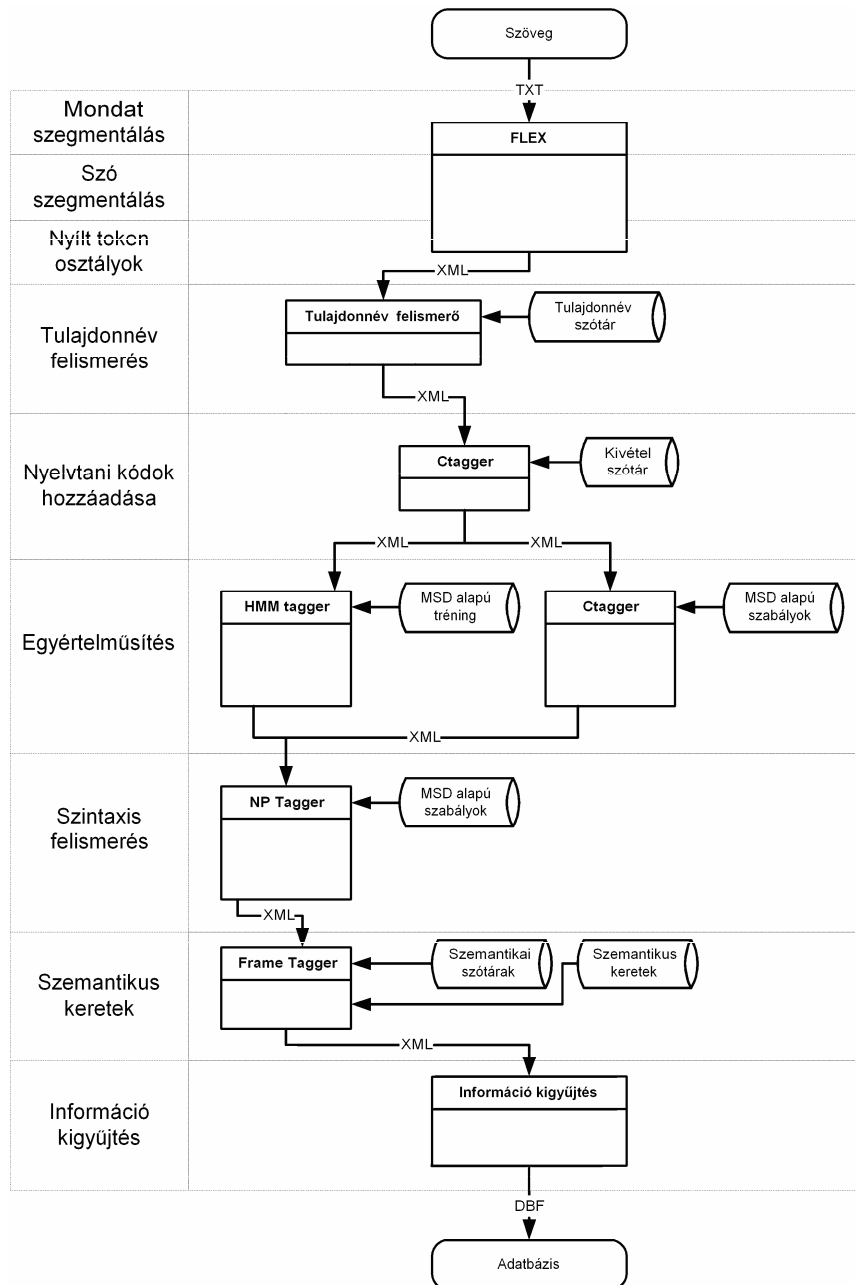 Szöveg
TXT
Mondat
szegmentálás
FLEX
Szó
szegmentálás
Nyílt token
osztályok
XML
Tulajdonnév
felismerés
Tulajdonnév felismerő
Tulajdonnév
szótár
XML
Nyelvtani kódok
hozzáadása
Ctagger
Kivétel
szótár
XML
XML
Egyértelműsítés
HMM tagger
MSD alapú
tréning
Ctagger
MSD alapú
szabályok
XML
Szintaxis
felismerés
NP Tagger
MSD alapú
szabályok
XML
Szemantikus
keretek
Frame Tagger
Szemantikai
szótárak
Szemantikus
keretek
XML
Információ
kigyűjtés
Információ kigyűjtés
DBF
Adatbázis